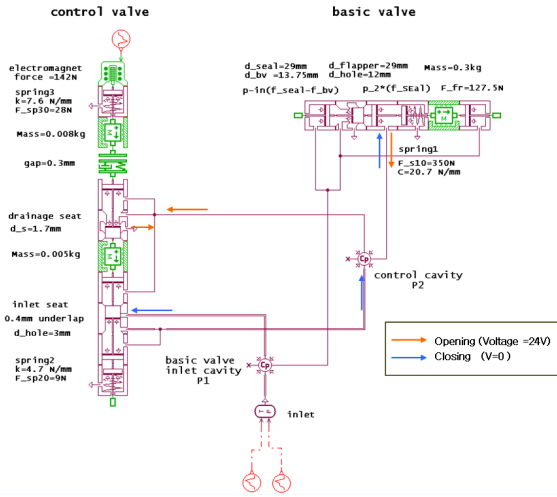 control valve
basic valve
electromagnet
force =142N
spring3
k=7.6 N/mm
F_sp30=28N
Mass=0.008kg
gap=0.3mm
drainage seat
d_s=1.7mm
Mass=0.005kg
inlet seat
0.4mm underlap
d_hole=3mm
spring2
k=4.7 N/mm
F_sp20=9N
d_seal=29mm
d_flapper=29mm
Mass=0.3kg
d_bv =13.75mm
d_hole=12mm
p-in(f_seal-f_bv)
p_2*(f_SEal)
F_fr=127.5N
M
spring1
F_s10=350N
C=20.7 N/mm
Cp
control cavity
P2
basic valve
inlet cavity
P1
Cp
T P
inlet
Opening (Voltage =24V)
Closing (V=0)